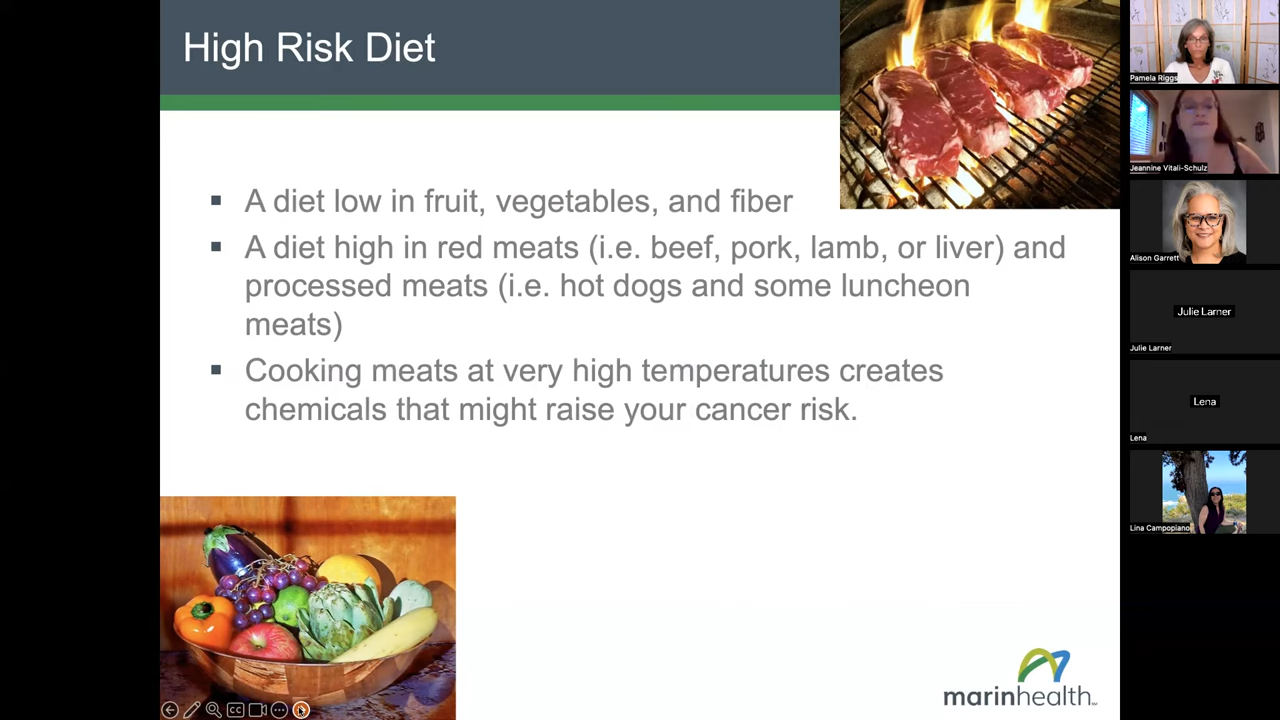 High Risk Diet
A diet low in fruit, vegetables, and fiber
A diet high in red meats (i.e. beef, pork, lamb, or liver) and
processed meats (i.e. hot dogs and some luncheon
meats)
Cooking meats at very high temperatures creates
chemicals that might raise your cancer risk.
marinhealth
CC
Pamela Riggs
Jeannine Vitali-Schulz
Alison Garrett
Julie Larner
Julie Larner
Lena
Lena
Lina Campopiano